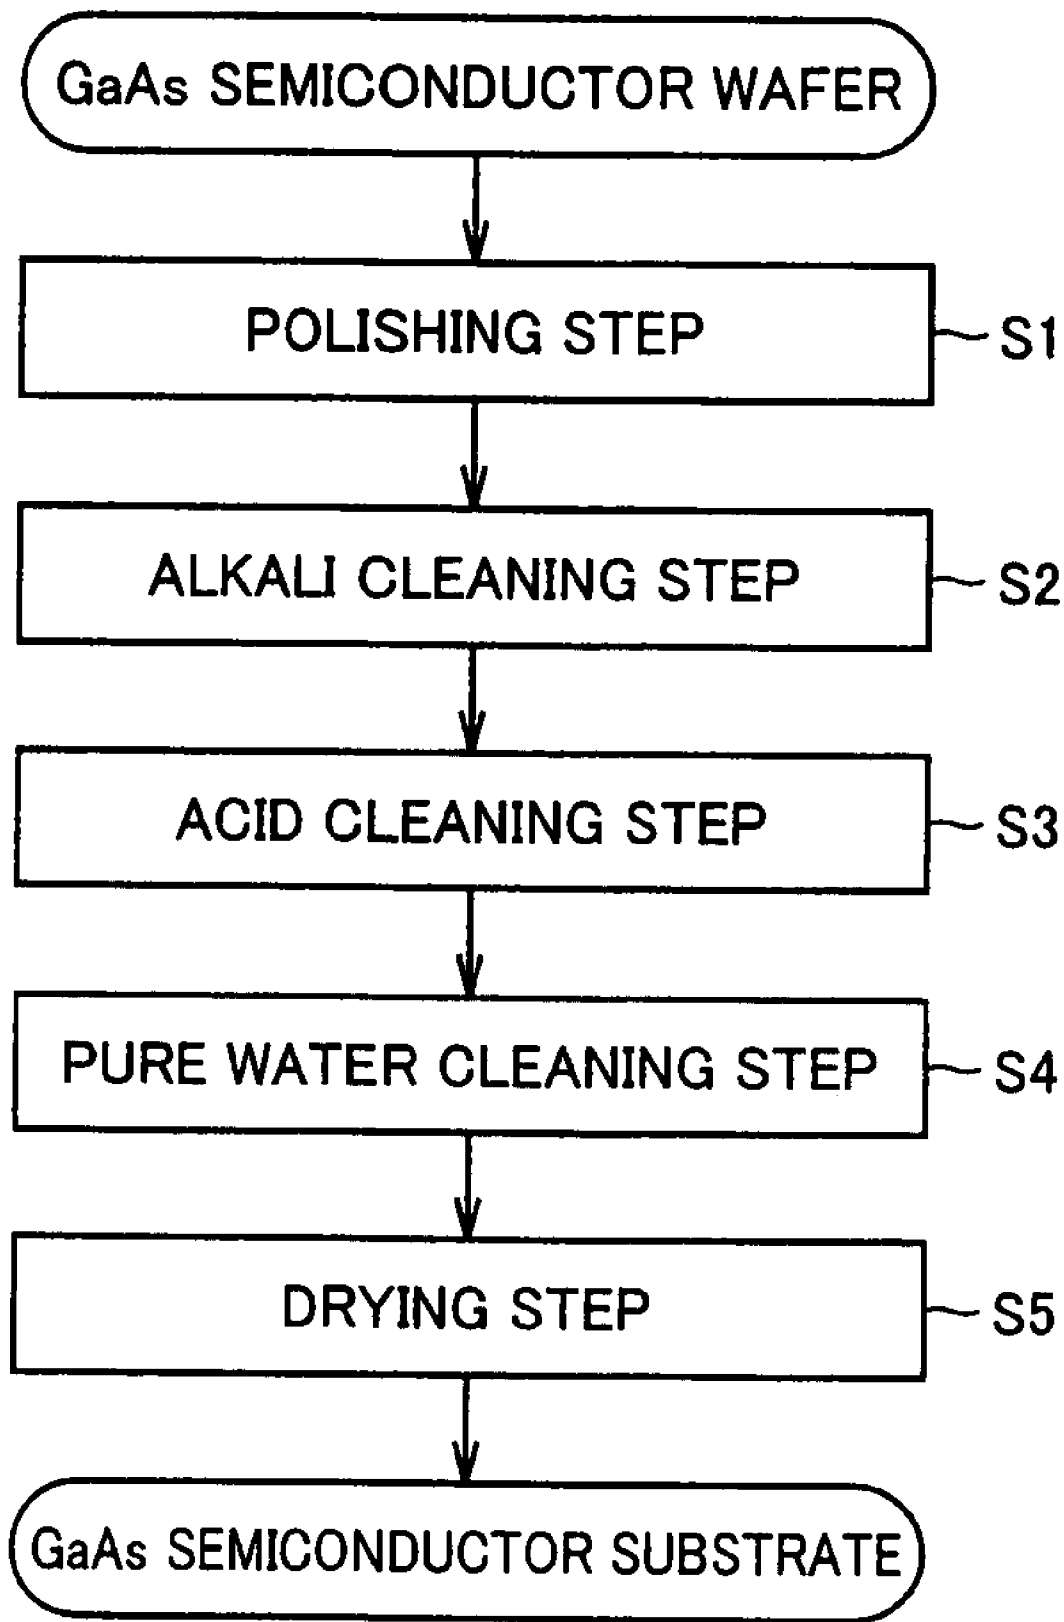 GaAs SEMICONDUCTOR WAFER
POLISHING STEP
S1
ALKALI CLEANING STEP
S2
ACID CLEANING STEP
S3
PURE WATER CLEANING STEP
S4
DRYING STEP
S5
GaAs SEMICONDUCTOR SUBSTRATE